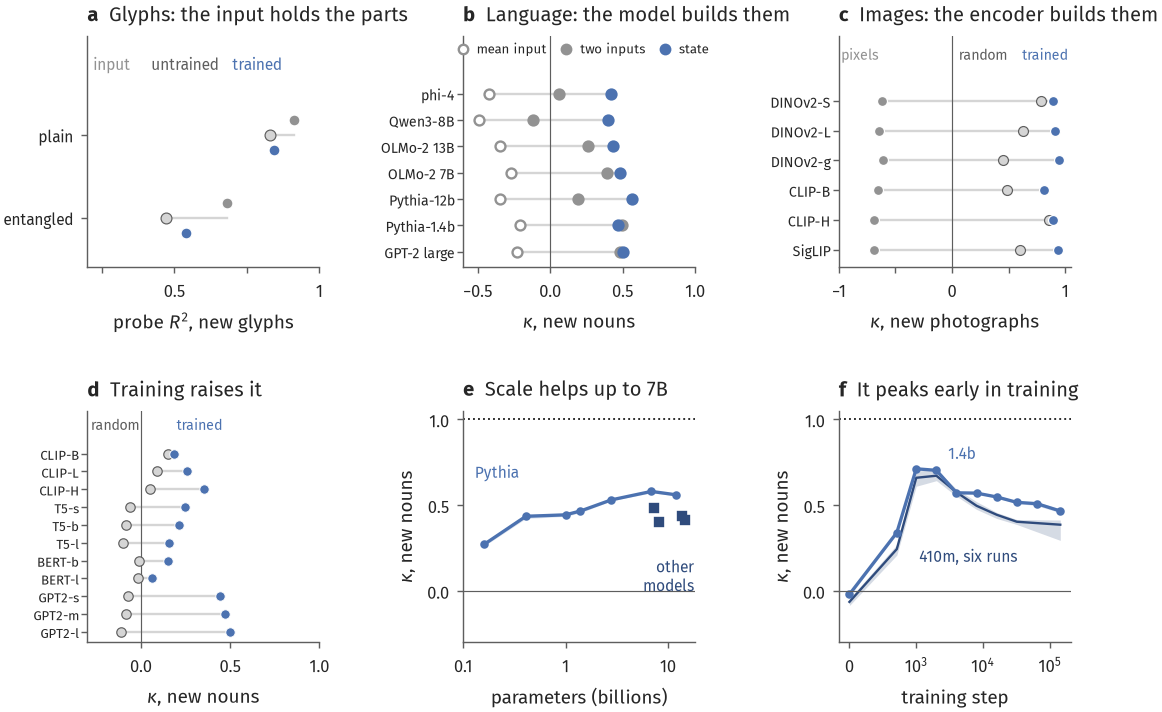 a Glyphs: the input holds the parts
input untrained trained
plain
entangled
0.5 1
probe R², new glyphs
b Language: the model builds them
mean input two inputs state
phi-4
Qwen3-8B
OLMo-2 13B
OLMo-2 7B
Pythia-12b
Pythia-1.4b
GPT-2 large
−0.5 0.0 0.5 1.0
κ, new nouns
c Images: the encoder builds them
pixels random trained
DINOv2-S
DINOv2-L
DINOv2-g
CLIP-B
CLIP-H
SigLIP
−1 0 1
κ, new photographs
d Training raises it
random trained
CLIP-B
CLIP-L
CLIP-H
T5-s
T5-b
T5-l
BERT-b
BERT-l
GPT2-s
GPT2-m
GPT2-l
0.0 0.5 1.0
κ, new nouns
e Scale helps up to 7B
κ, new nouns
1.0
0.5
0.0
Pythia
other
models
0.1 1 10
parameters (billions)
f It peaks early in training
κ, new nouns
1.0
0.5
0.0
1.4b
410m, six runs
0 10³ 10⁴ 10⁵
training step